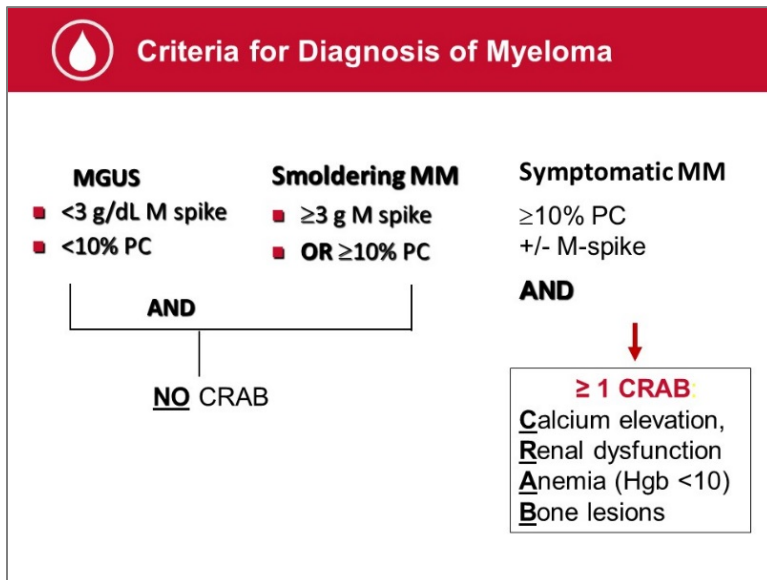 Criteria for Diagnosis of Myeloma
MGUS
<3 g/dL M spike
<10% PC
Smoldering MM
≥3 g M spike
OR ≥10% PC
AND
NO CRAB
Symptomatic MM
≥10% PC
+/- M-spike
AND
≥ 1 CRAB:
Calcium elevation,
Renal dysfunction
Anemia (Hgb <10)
Bone lesions